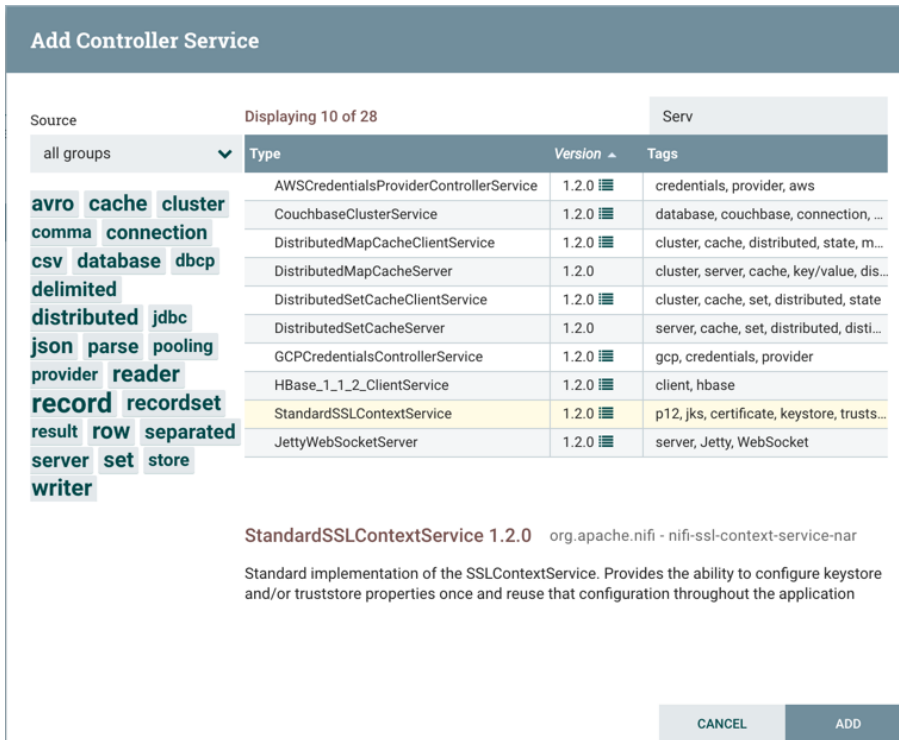 Add Controller Service
Source
Displaying 10 of 28
Serv
all groups
Type Version Tags
AWSCredentialsProviderControllerService 1.2.0 credentials, provider, aws
CouchbaseClusterService 1.2.0 database, couchbase, connection, ...
DistributedMapCacheClientService 1.2.0 cluster, cache, distributed, state, m...
DistributedMapCacheServer 1.2.0 cluster, server, cache, key/value, dis...
DistributedSetCacheClientService 1.2.0 cluster, cache, set, distributed, state
DistributedSetCacheServer 1.2.0 server, cache, set, distributed, disti...
GCPCredentialsControllerService 1.2.0 gcp, credentials, provider
HBase_1_1_2_ClientService 1.2.0 client, hbase
StandardSSLContextService 1.2.0 p12, jks, certificate, keystore, trusts...
JettyWebSocketServer 1.2.0 server, Jetty, WebSocket
avro cache cluster
comma connection
csv database dbcp
delimited
distributed jdbc
json parse pooling
provider reader
record recordset
result row separated
server set store
writer
StandardSSLContextService 1.2.0 org.apache.nifi - nifi-ssl-context-service-nar
Standard implementation of the SSLContextService. Provides the ability to configure keystore
and/or truststore properties once and reuse that configuration throughout the application
CANCEL
ADD